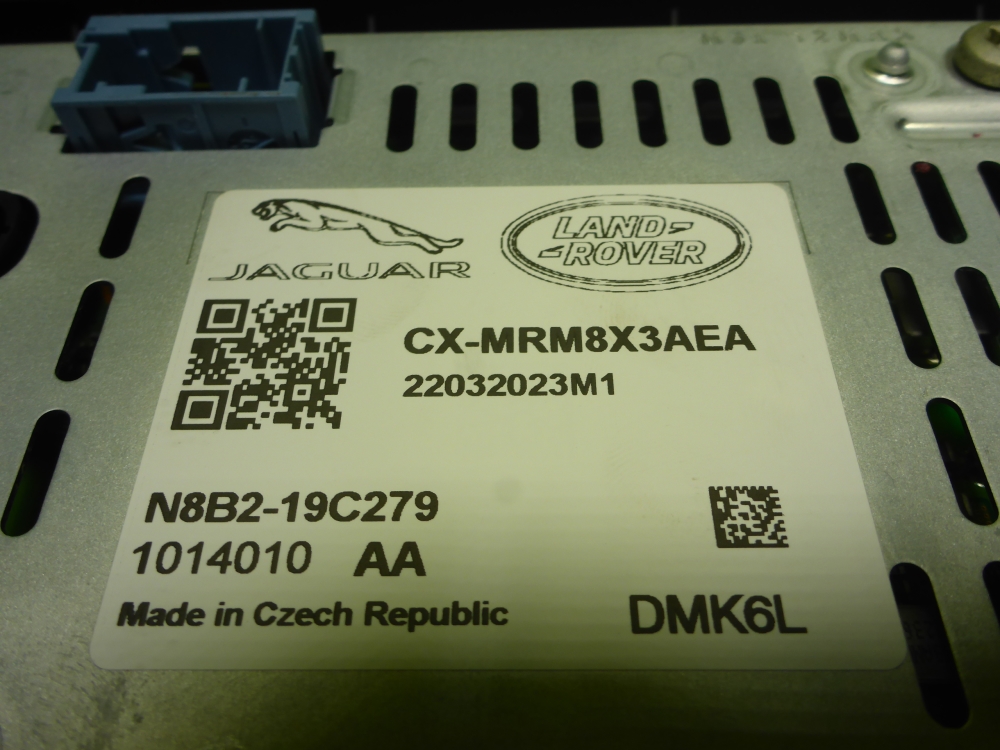 JAGUAR
LAND-
-ROVER
CX-MRM8X3AEA
22032023M1
N8B2-19C279
1014010 AA
Made in Czech Republic
DMK6L